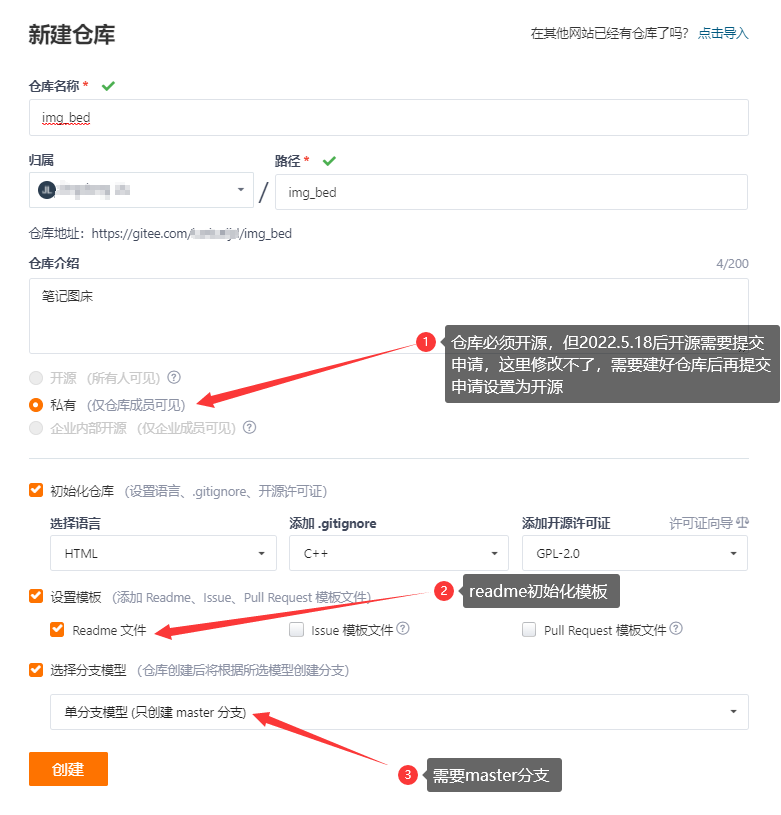 新建仓库
在其他网站已经有仓库了吗? 点击导入
仓库名称 *
img_bed
归属
路径 *
JL
/
img_bed
仓库地址：https://gitee.com/ /img_bed
仓库介绍
4/200
笔记图床
1
仓库必须开源，但2022.5.18后开源需要提交
申请，这里修改不了，需要建好仓库后再提交
申请设置为开源
开源 (所有人可见) ?
私有 (仅仓库成员可见)
企业内部开源 (仅企业成员可见) ?
初始化仓库 (设置语言、.gitignore、开源许可证)
选择语言
添加 .gitignore
添加开源许可证
许可证向导
HTML
C++
GPL-2.0
设置模板 (添加 Readme、Issue、Pull Request 模板文件)
2
readme初始化模板
Readme 文件
Issue 模板文件 ?
Pull Request 模板文件 ?
选择分支模型 (仓库创建后将根据所选模型创建分支)
单分支模型 (只创建 master 分支)
创建
3
需要master分支